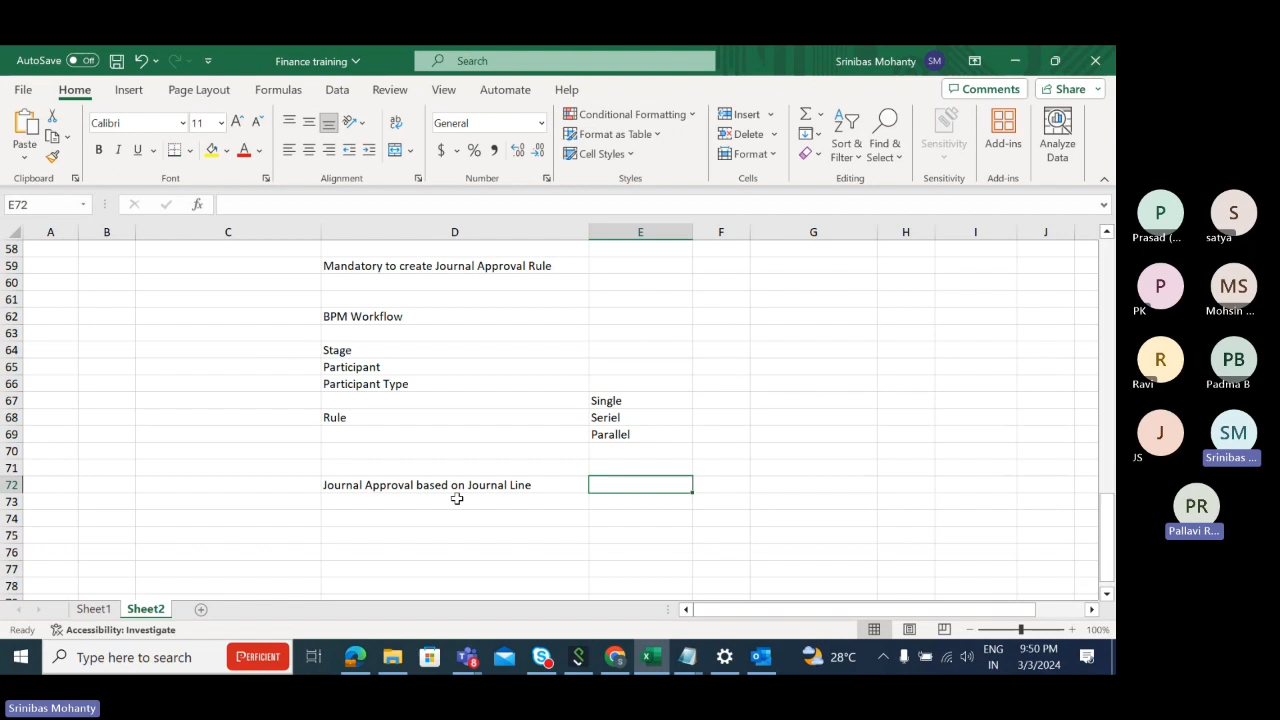 AutoSave Off
Finance training
Search
Srinibas Mohanty SM
File Home Insert Page Layout Formulas Data Review View Automate Help
Comments Share
Paste
Calibri 11
General
Conditional Formatting
Format as Table
Cell Styles
Insert
Delete
Format
Sort & Filter
Find & Select
Sensitivity
Add-ins
Analyze Data
B I U
Clipboard Font Alignment Number Styles Cells Editing Sensitivity Add-ins
E72 fx
A B C D E F G H I J
58
59 Mandatory to create Journal Approval Rule
60
61
62 BPM Workflow
63
64 Stage
65 Participant
66 Participant Type
67 Single
68 Rule Seriel
69 Parallel
70
71
72 Journal Approval based on Journal Line
73
74
75
76
77
78
Sheet1 Sheet2
Ready Accessibility: Investigate 100%
Type here to search
PERFICIENT
28°C
ENG
IN
9:50 PM
3/3/2024
P
Prasad (...
S
satya
P
PK
MS
Mohsin ...
R
Ravi
PB
Padma B
J
JS
SM
Srinibas ...
PR
Pallavi R...
Srinibas Mohanty